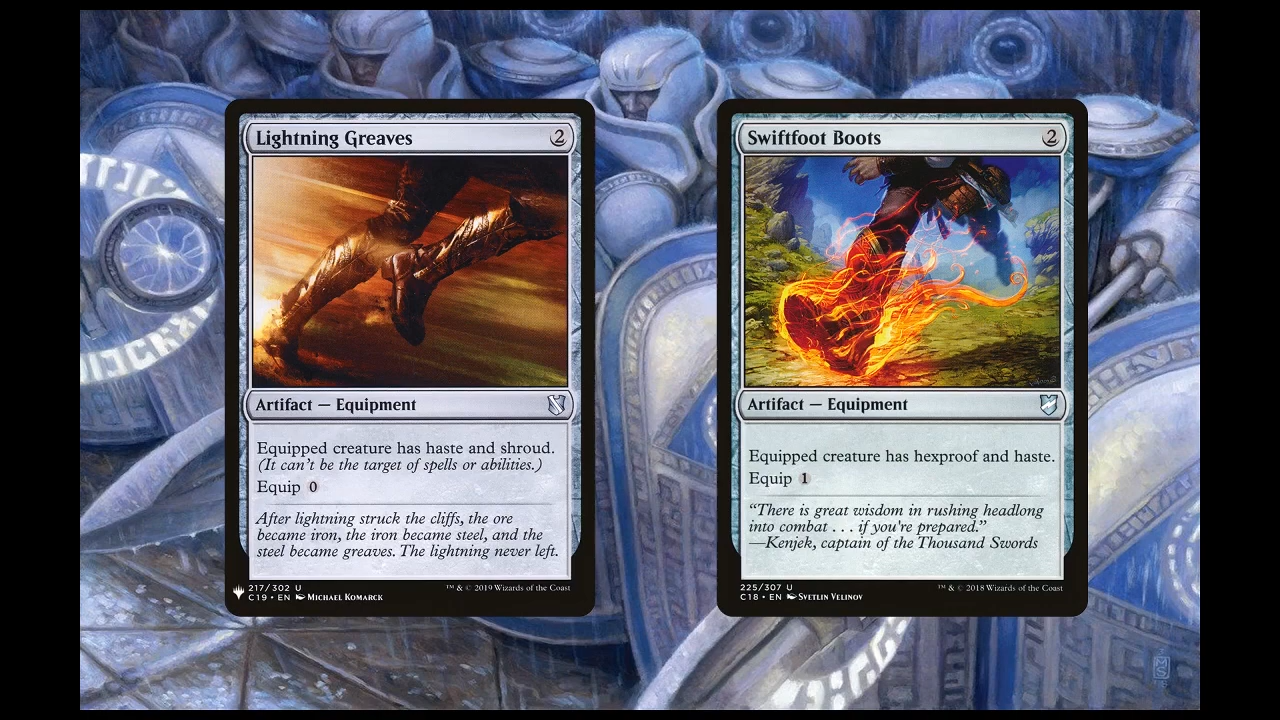 Lightning Greaves 2
Artifact — Equipment
Equipped creature has haste and shroud.
(It can't be the target of spells or abilities.)
Equip 0
After lightning struck the cliffs, the ore
became iron, the iron became steel, and the
steel became greaves. The lightning never left.
217/302 U
C19 • EN Michael Komarck
™ & © 2019 Wizards of the Coast
Swiftfoot Boots 2
Artifact — Equipment
Equipped creature has hexproof and haste.
Equip 1
“There is great wisdom in rushing headlong
into combat . . . if you're prepared.”
—Kenjek, captain of the Thousand Swords
225/307 U
C18 • EN Svetlin Velinov
™ & © 2018 Wizards of the Coast